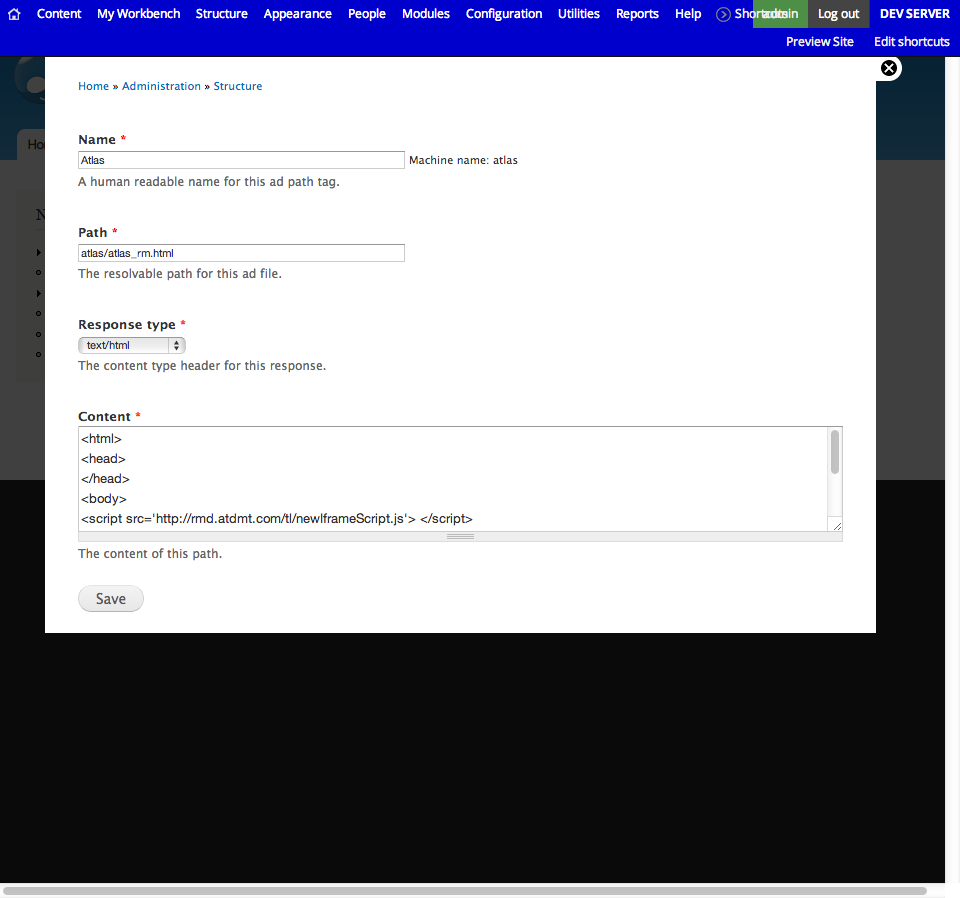 Content My Workbench Structure Appearance People Modules Configuration Utilities Reports Help Shortcuts admin Log out DEV SERVER
Preview Site Edit shortcuts
Home » Administration » Structure
Name *
Atlas Machine name: atlas
A human readable name for this ad path tag.
Path *
atlas/atlas_rm.html
The resolvable path for this ad file.
Response type *
text/html
The content type header for this response.
Content *
<html>
<head>
</head>
<body>
<script src='http://rmd.atdmt.com/tl/newIframeScript.js'> </script>
The content of this path.
Save